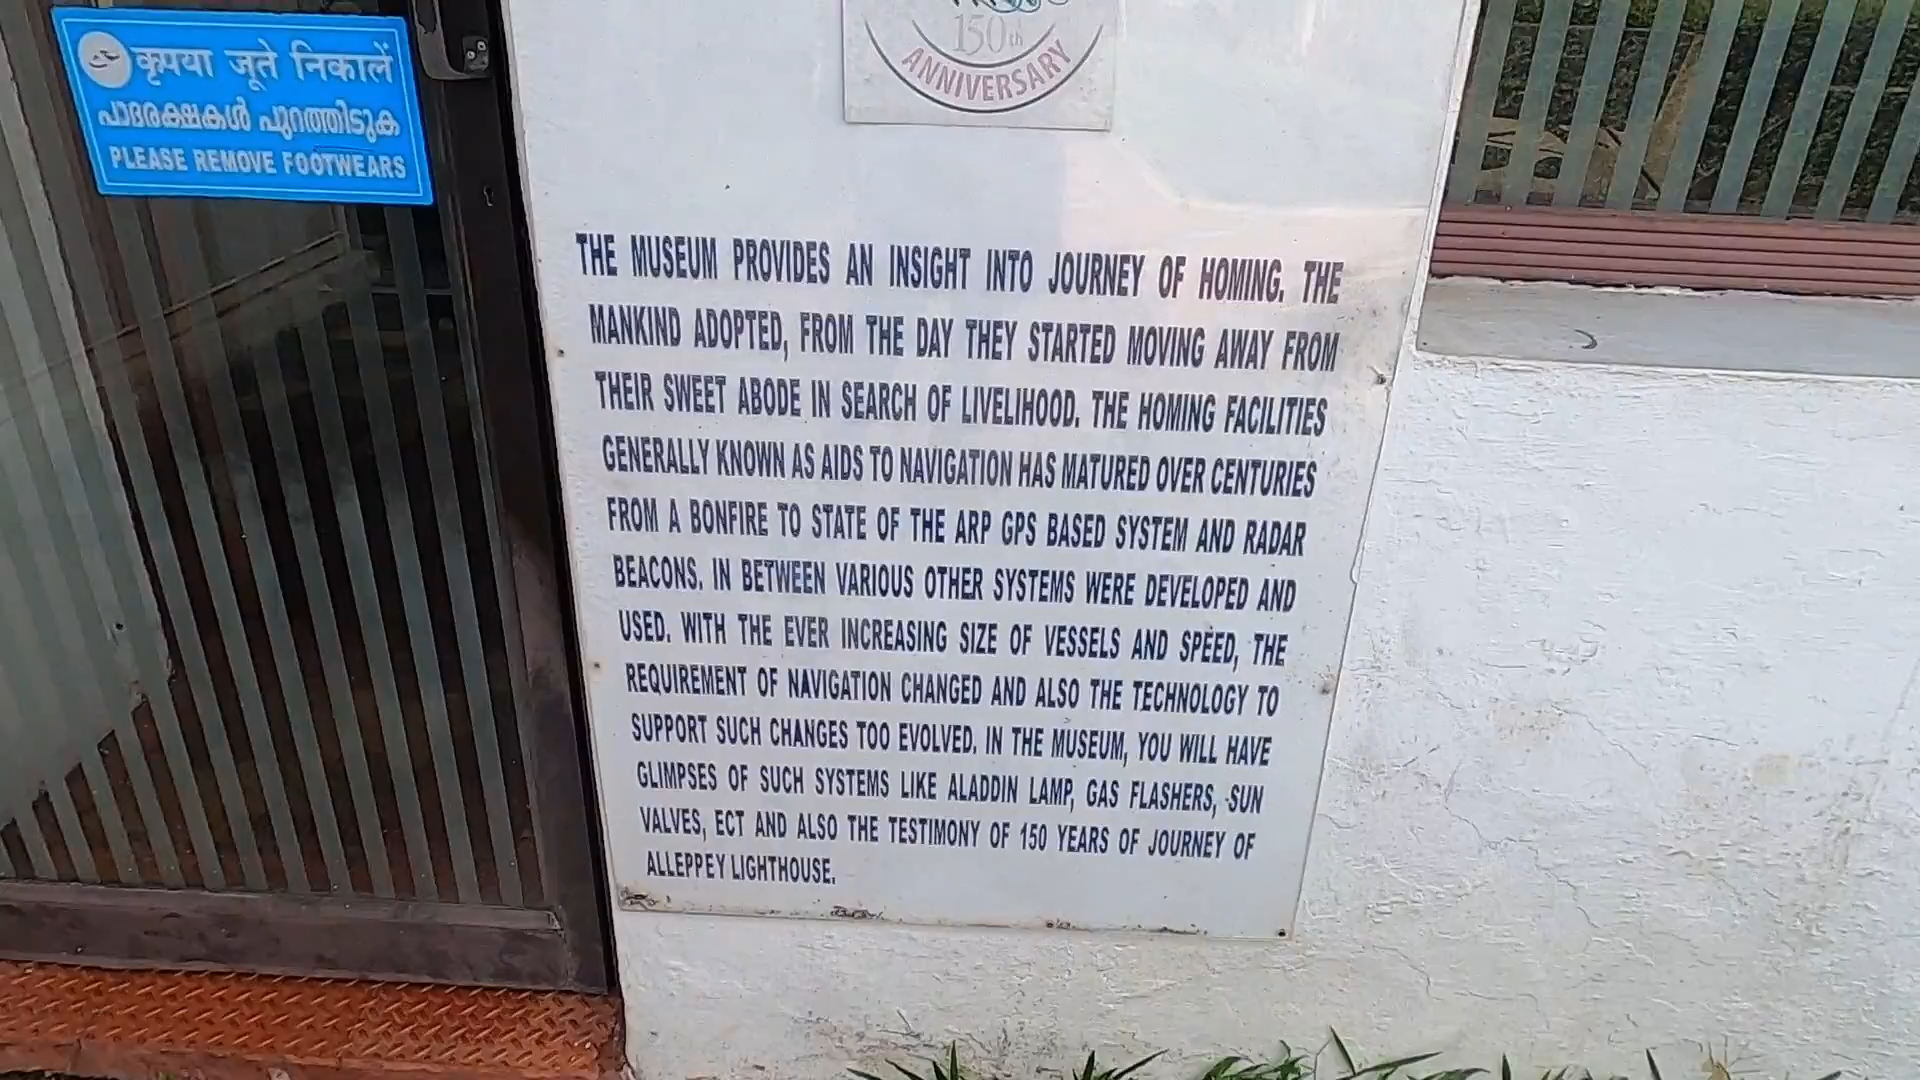 कृपया जूते निकालें
പാദരക്ഷകൾ പുറത്തിടുക
PLEASE REMOVE FOOTWEARS
150th
ANNIVERSARY
THE MUSEUM PROVIDES AN INSIGHT INTO JOURNEY OF HOMING. THE
MANKIND ADOPTED, FROM THE DAY THEY STARTED MOVING AWAY FROM
THEIR SWEET ABODE IN SEARCH OF LIVELIHOOD. THE HOMING FACILITIES
GENERALLY KNOWN AS AIDS TO NAVIGATION HAS MATURED OVER CENTURIES
FROM A BONFIRE TO STATE OF THE ARP GPS BASED SYSTEM AND RADAR
BEACONS. IN BETWEEN VARIOUS OTHER SYSTEMS WERE DEVELOPED AND
USED. WITH THE EVER INCREASING SIZE OF VESSELS AND SPEED, THE
REQUIREMENT OF NAVIGATION CHANGED AND ALSO THE TECHNOLOGY TO
SUPPORT SUCH CHANGES TOO EVOLVED. IN THE MUSEUM, YOU WILL HAVE
GLIMPSES OF SUCH SYSTEMS LIKE ALADDIN LAMP, GAS FLASHERS, SUN
VALVES, ECT AND ALSO THE TESTIMONY OF 150 YEARS OF JOURNEY OF
ALLEPPEY LIGHTHOUSE.